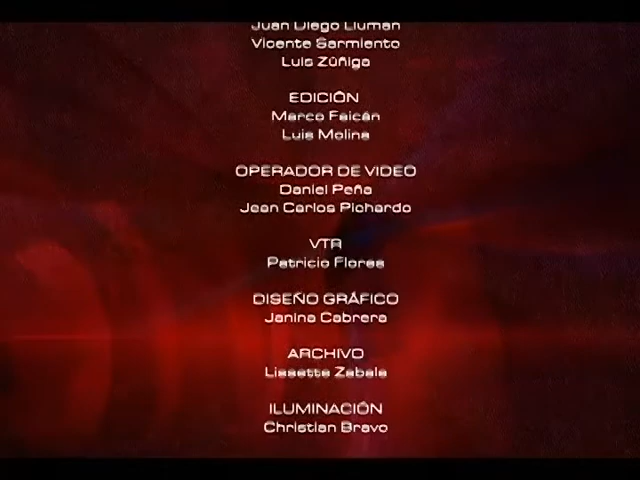 Juan Diego Lluman
Vicente Sarmiento
Luis Zúñiga
EDICIÓN
Marco Faicán
Luis Molina
OPERADOR DE VIDEO
Daniel Peña
Jean Carlos Pichardo
VTR
Patricio Flores
DISEÑO GRÁFICO
Janina Cabrera
ARCHIVO
Lissette Zabala
ILUMINACIÓN
Christian Bravo